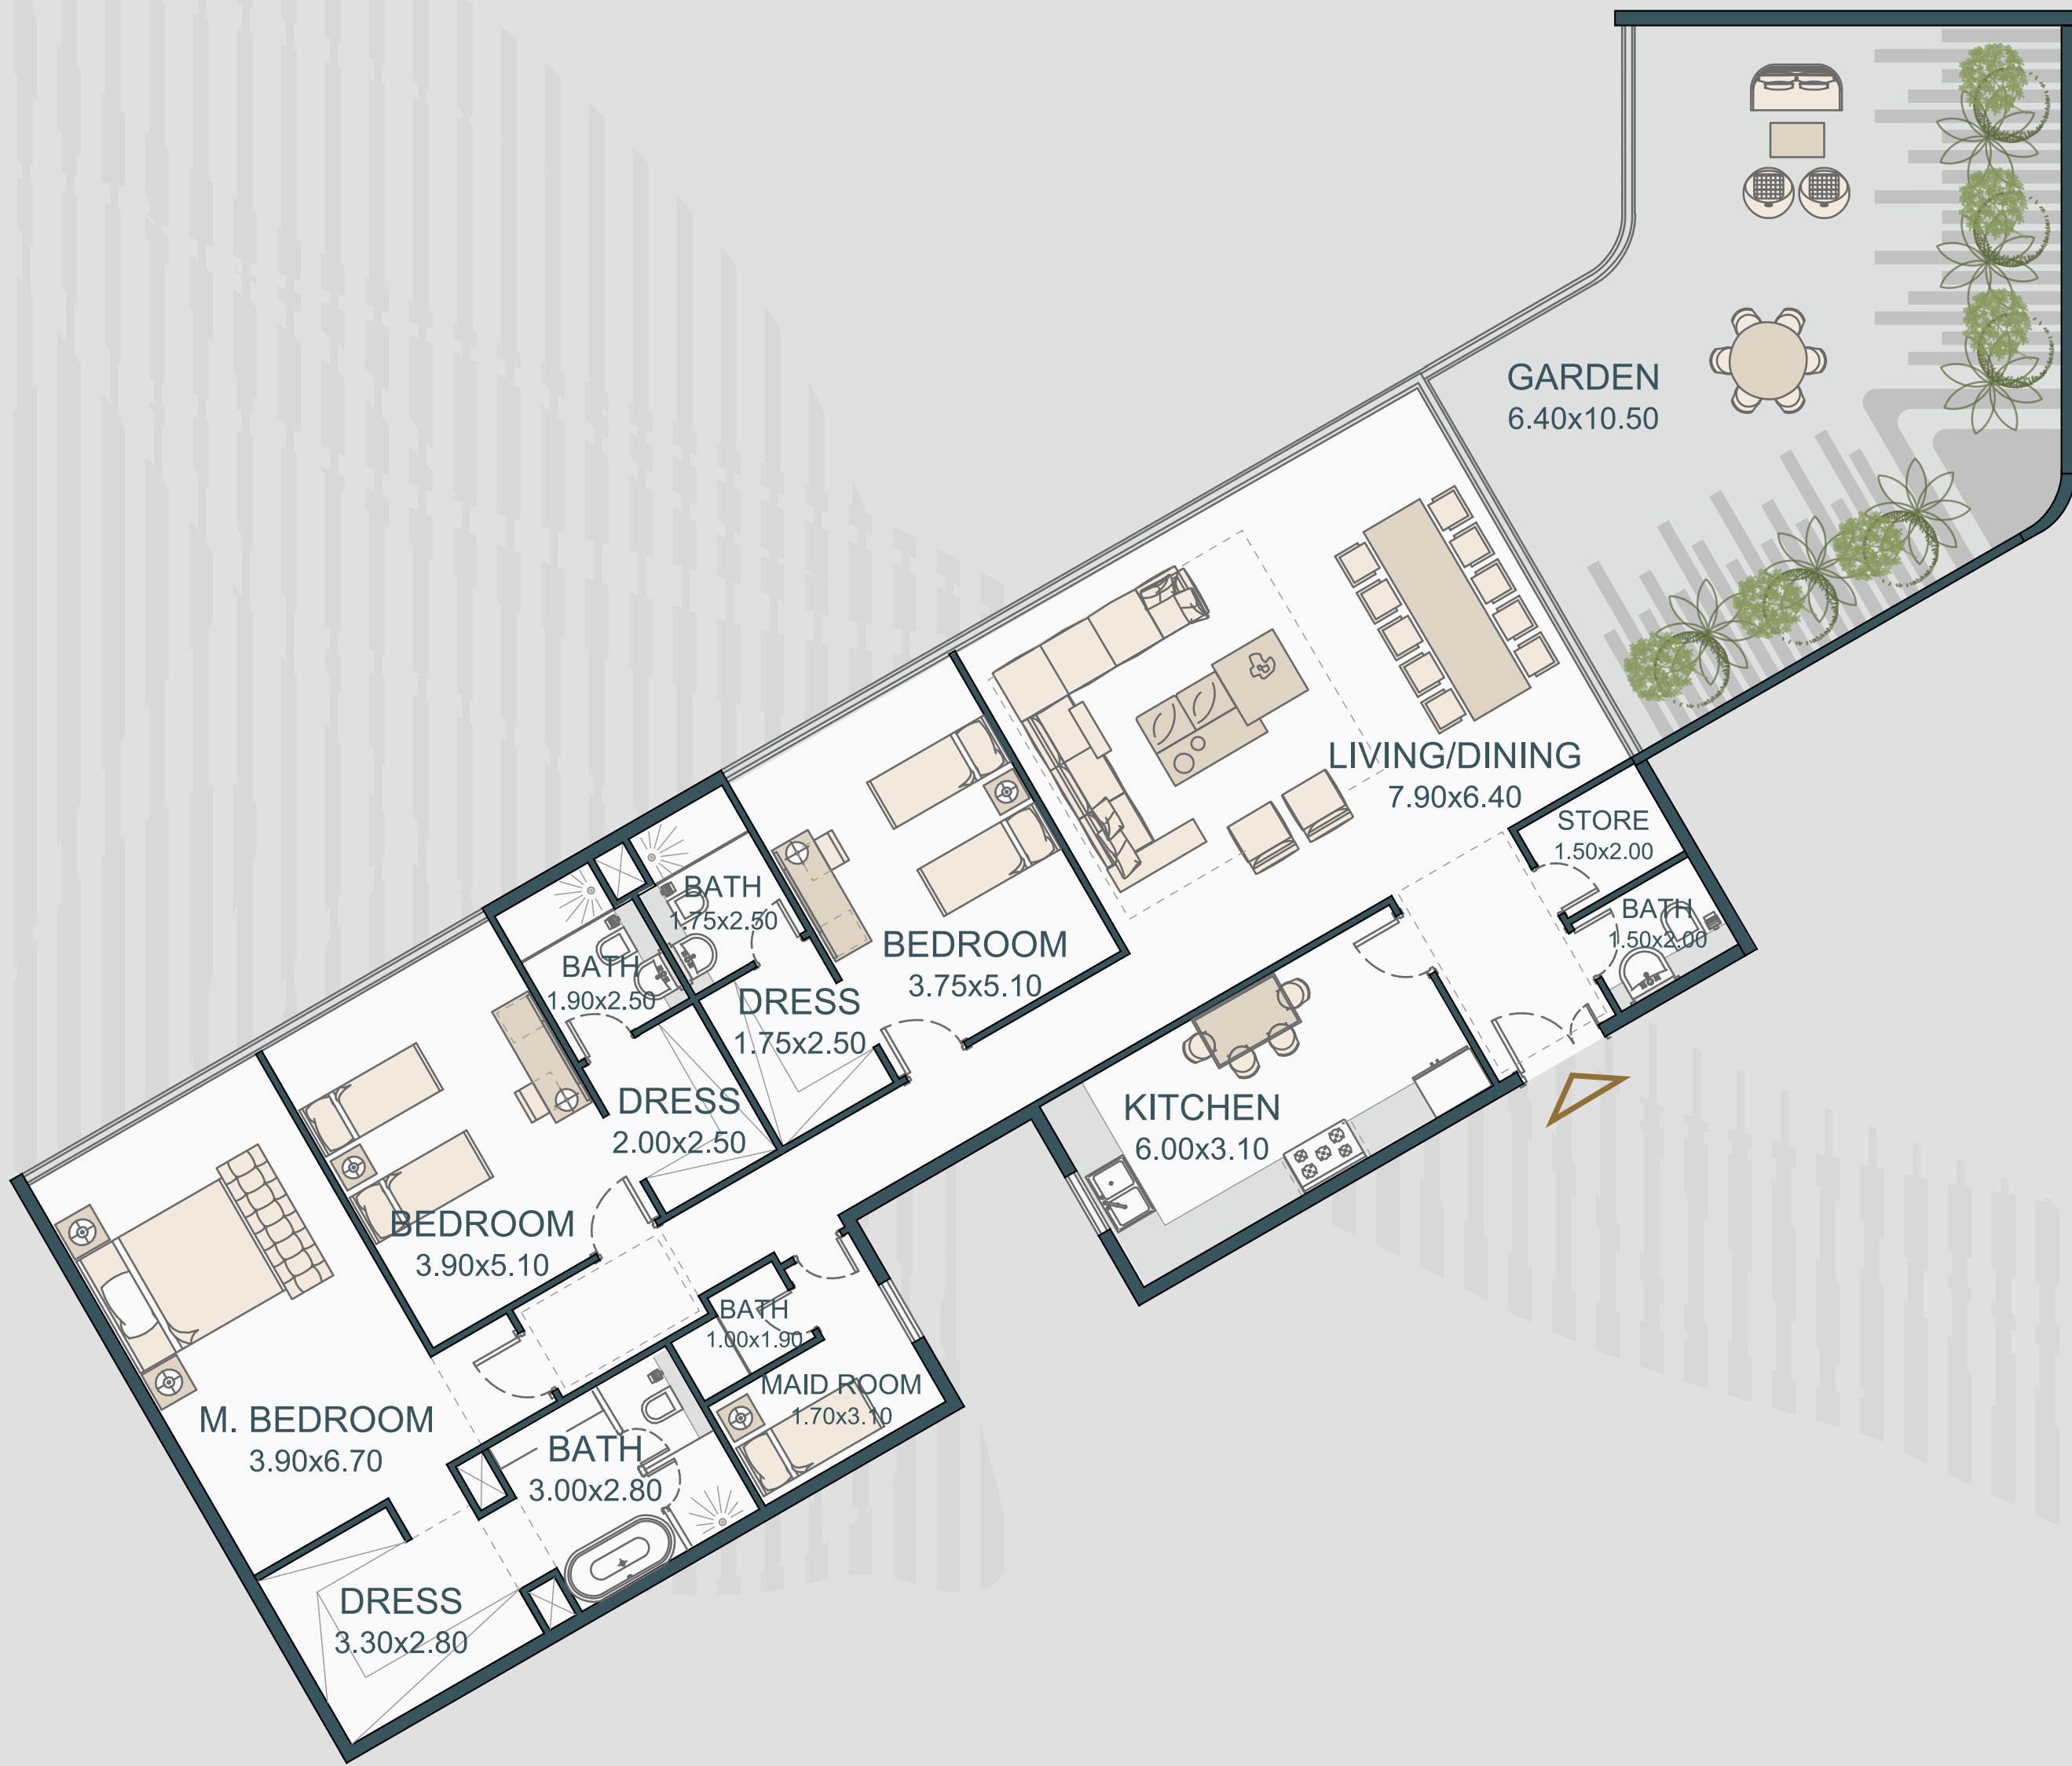 GARDEN
6.40x10.50
LIVING/DINING
7.90x6.40
STORE
1.50x2.00
BATH
1.50x2.00
BATH
1.75x2.50
BEDROOM
3.75x5.10
BATH
1.90x2.50
DRESS
1.75x2.50
DRESS
2.00x2.50
KITCHEN
6.00x3.10
BEDROOM
3.90x5.10
BATH
1.00x1.90
MAID ROOM
1.70x3.10
M. BEDROOM
3.90x6.70
BATH
3.00x2.80
DRESS
3.30x2.80